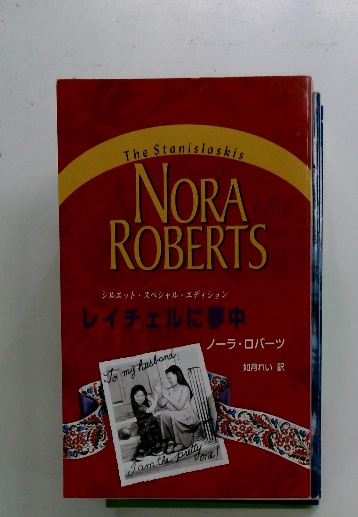 The Stanislaskis
NORA
ROBERTS
シルエット・スペシャル・エディション
レイチェルに夢中
ノーラ・ロバーツ
如月れい 訳
To my husband,
I am the pretty
one!